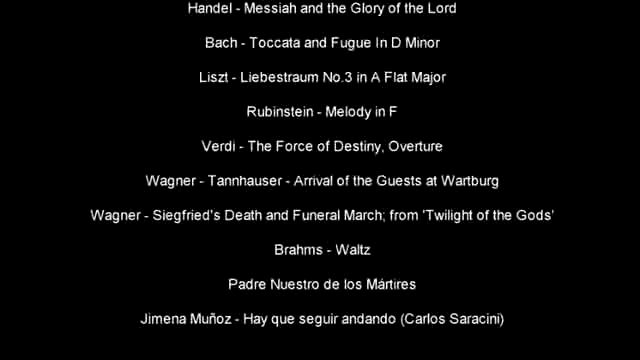 Handel - Messiah and the Glory of the Lord
Bach - Toccata and Fugue In D Minor
Liszt - Liebestraum No.3 in A Flat Major
Rubinstein - Melody in F
Verdi - The Force of Destiny, Overture
Wagner - Tannhauser - Arrival of the Guests at Wartburg
Wagner - Siegfried's Death and Funeral March; from 'Twilight of the Gods'
Brahms - Waltz
Padre Nuestro de los Mártires
Jimena Muñoz - Hay que seguir andando (Carlos Saracini)